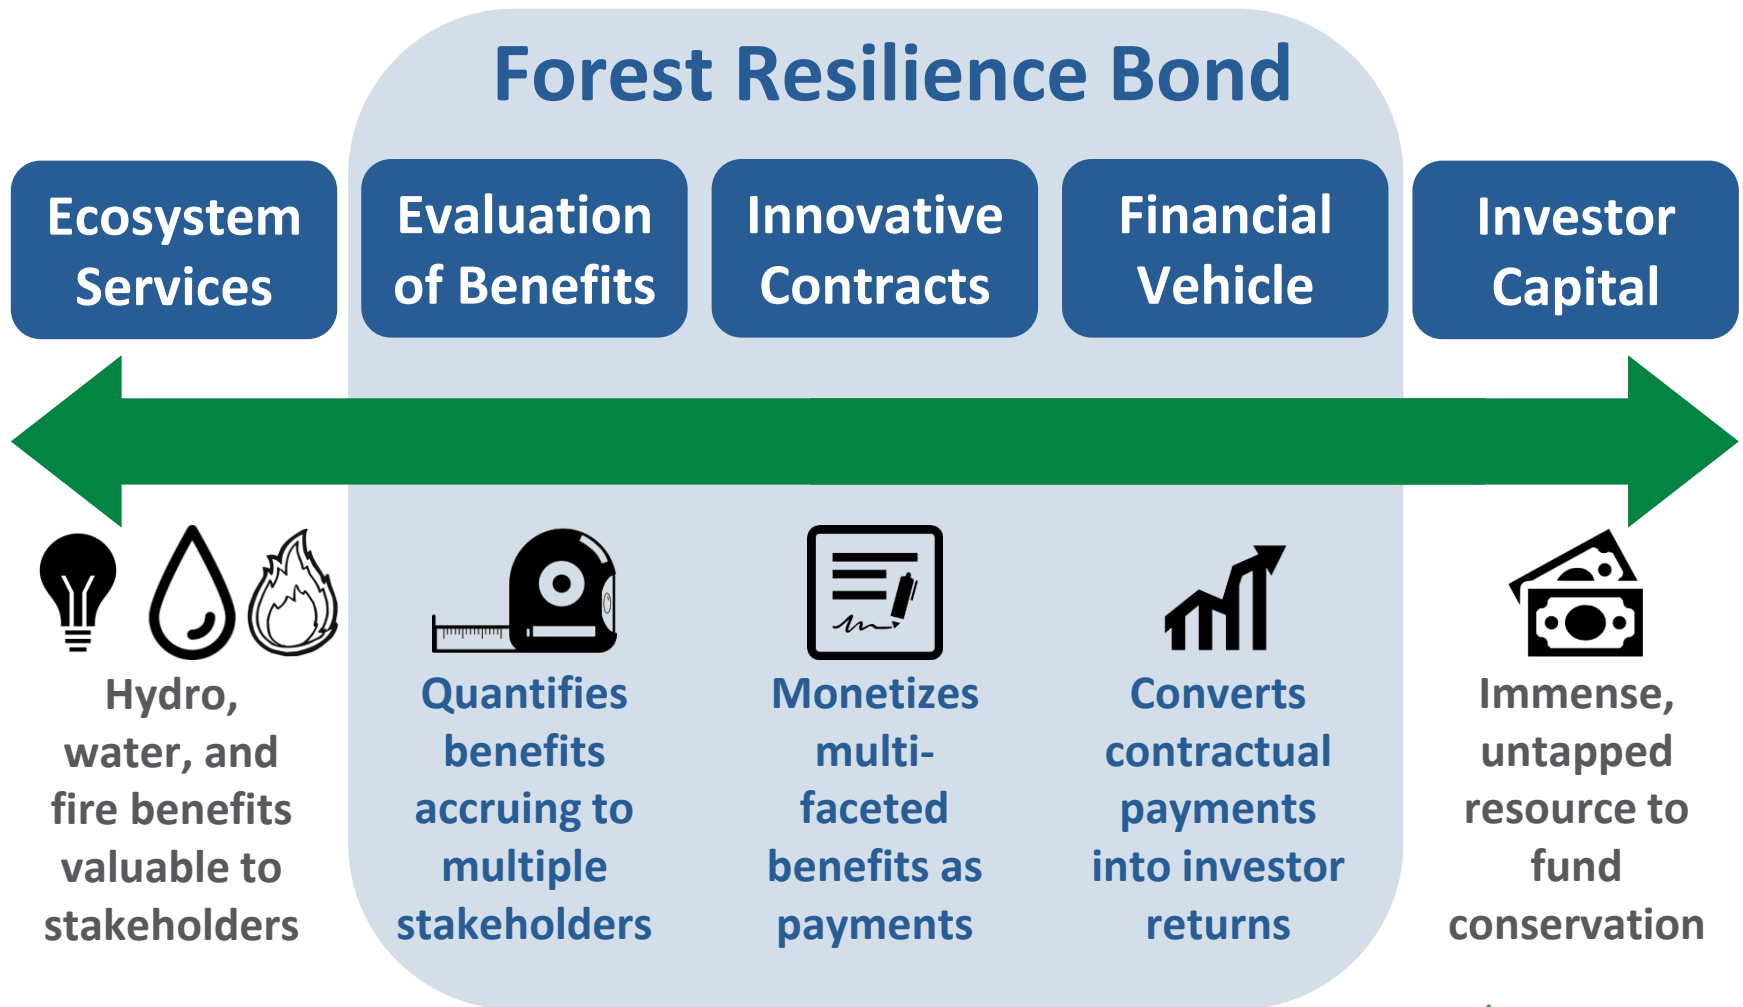 Forest Resilience Bond
Ecosystem
Services
Evaluation
of Benefits
Innovative
Contracts
Financial
Vehicle
Investor
Capital
Hydro,
water, and
fire benefits
valuable to
stakeholders
Quantifies
benefits
accruing to
multiple
stakeholders
Monetizes
multi-
faceted
benefits as
payments
Converts
contractual
payments
into investor
returns
Immense,
untapped
resource to
fund
conservation